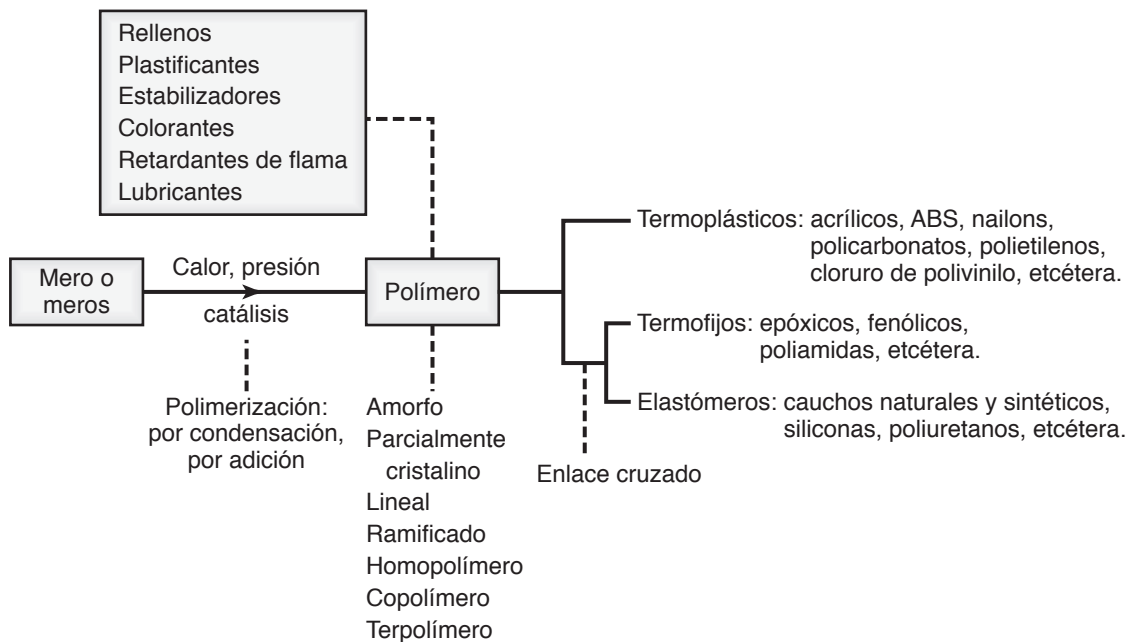 Rellenos
Plastificantes
Estabilizadores
Colorantes
Retardantes de flama
Lubricantes
Mero o
meros
Calor, presión
catálisis
Polimerización:
por condensación,
por adición
Polímero
Amorfo
Parcialmente
cristalino
Lineal
Ramificado
Homopolímero
Copolímero
Terpolímero
Termoplásticos: acrílicos, ABS, nailons,
policarbonatos, polietilenos,
cloruro de polivinilo, etcétera.
Termofijos: epóxicos, fenólicos,
poliamidas, etcétera.
Elastómeros: cauchos naturales y sintéticos,
siliconas, poliuretanos, etcétera.
Enlace cruzado